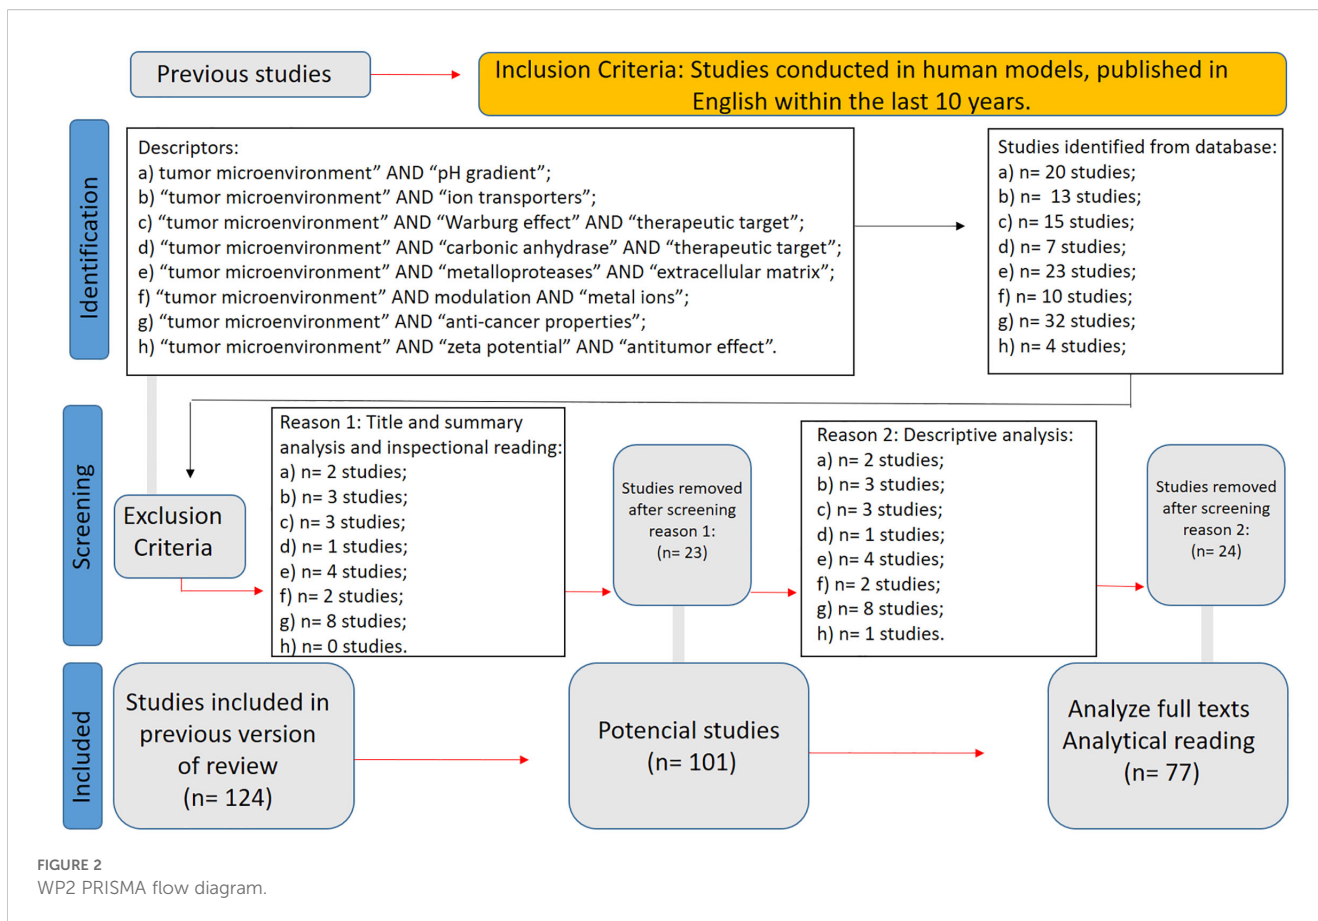 Previous studies
Inclusion Criteria: Studies conducted in human models, published in
English within the last 10 years.
Identification
Descriptors:
a) tumor microenvironment” AND “pH gradient”;
b) “tumor microenvironment” AND “ion transporters”;
c) “tumor microenvironment” AND “Warburg effect” AND “therapeutic target”;
d) “tumor microenvironment” AND “carbonic anhydrase” AND “therapeutic target”;
e) “tumor microenvironment” AND “metalloproteases” AND “extracellular matrix”;
f) “tumor microenvironment” AND modulation AND “metal ions”;
g) “tumor microenvironment” AND “anti-cancer properties”;
h) “tumor microenvironment” AND “zeta potential” AND “antitumor effect”.
Studies identified from database:
a) n= 20 studies;
b) n=  13 studies;
c) n= 15 studies;
d) n= 7 studies;
e) n= 23 studies;
f) n= 10 studies;
g) n= 32 studies;
h) n= 4 studies;
Screening
Exclusion
Criteria
Reason 1: Title and summary
analysis and inspectional reading:
a) n= 2 studies;
b) n= 3 studies;
c) n= 3 studies;
d) n= 1 studies;
e) n= 4 studies;
f) n= 2 studies;
g) n= 8 studies;
h) n= 0 studies.
Studies removed
after screening
reason 1:
(n= 23)
Reason 2: Descriptive analysis:
a) n= 2 studies;
b) n= 3 studies;
c) n= 3 studies;
d) n= 1 studies;
e) n= 4 studies;
f) n= 2 studies;
g) n= 8 studies;
h) n= 1 studies.
Studies removed
after screening
reason 2:
(n= 24)
Included
Studies included in
previous version
of review
(n= 124)
Potencial studies
(n= 101)
Analyze full texts
Analytical reading
(n= 77)
FIGURE 2
WP2 PRISMA flow diagram.